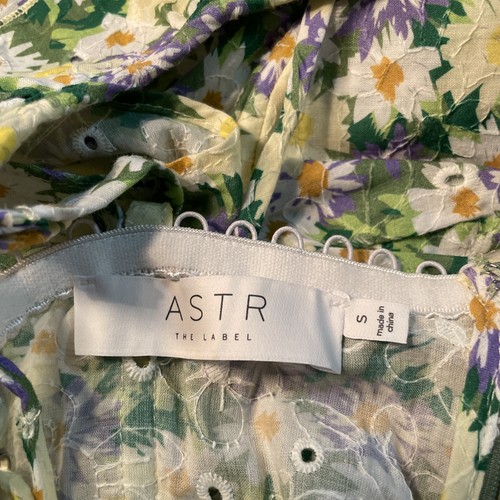 ASTR
THE LABEL
S
made in
china